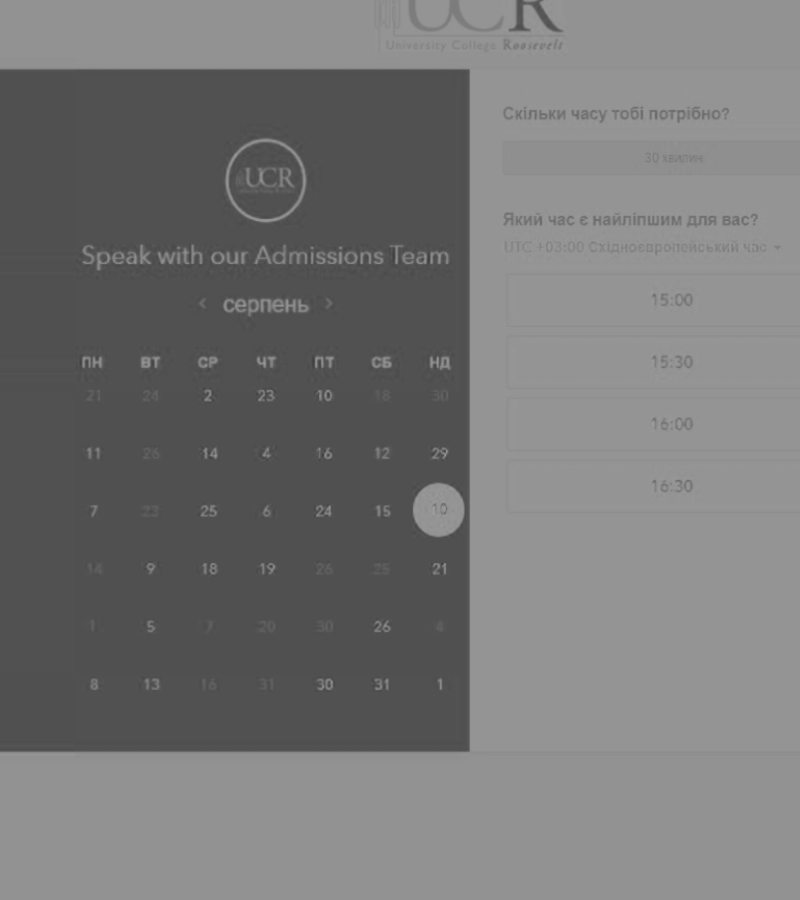 UCR
University College Roosevelt
UCR
Speak with our Admissions Team
< серпень >
ПН ВТ СР ЧТ ПТ СБ НД
21 24 2 23 10 18 30
11 26 14 4 16 12 29
7 23 25 6 24 15 10
14 9 18 19 26 25 21
1 5 7 20 30 26 4
8 13 16 31 30 31 1
Скільки часу тобі потрібно?
30 хвилин
Який час є найліпшим для вас?
UTC +03:00 Східноєвропейський час
15:00
15:30
16:00
16:30